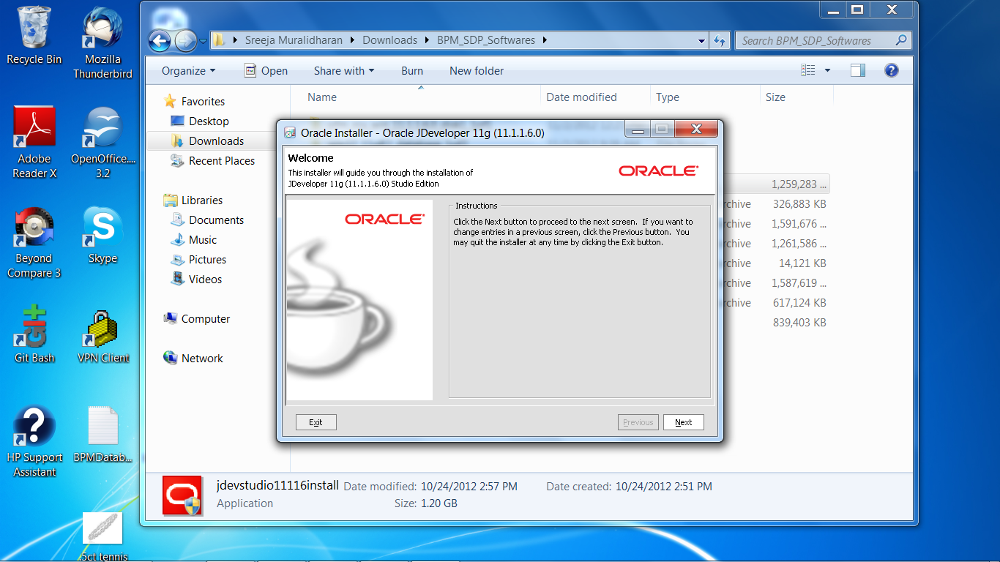 Recycle Bin
Mozilla
Thunderbird
Adobe
Reader X
OpenOffice....
3.2
Beyond
Compare 3
Skype
Git Bash
VPN Client
HP Support
Assistant
BPMDatab...
.5ct tennis
Sreeja Muralidharan
Downloads
BPM_SDP_Softwares
Search BPM_SDP_Softwares
Organize
Open
Share with
Burn
New folder
Name
Date modified
Type
Size
Favorites
Desktop
Downloads
Recent Places
Libraries
Documents
Music
Pictures
Videos
Computer
Network
1,259,283 ...
rchive 326,883 KB
rchive 1,591,676 ...
rchive 1,261,586 ...
rchive 14,121 KB
rchive 1,587,619 ...
rchive 617,124 KB
839,403 KB
Oracle Installer - Oracle JDeveloper 11g (11.1.1.6.0)
Welcome
This installer will guide you through the installation of
JDeveloper 11g (11.1.1.6.0) Studio Edition
ORACLE
ORACLE
Instructions
Click the Next button to proceed to the next screen. If you want to
change entries in a previous screen, click the Previous button. You
may quit the installer at any time by clicking the Exit button.
Exit
Previous
Next
jdevstudio11116install
Date modified: 10/24/2012 2:57 PM
Date created: 10/24/2012 2:51 PM
Application
Size: 1.20 GB